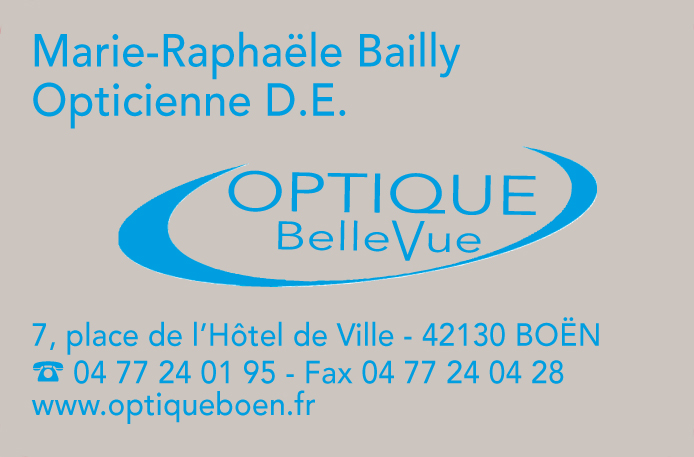 Marie-Raphaële Bailly
Opticienne D.E.
OPTIQUE
BelleVue
7, place de l’Hôtel de Ville - 42130 BOËN
☎ 04 77 24 01 95 - Fax 04 77 24 04 28
www.optiqueboen.fr